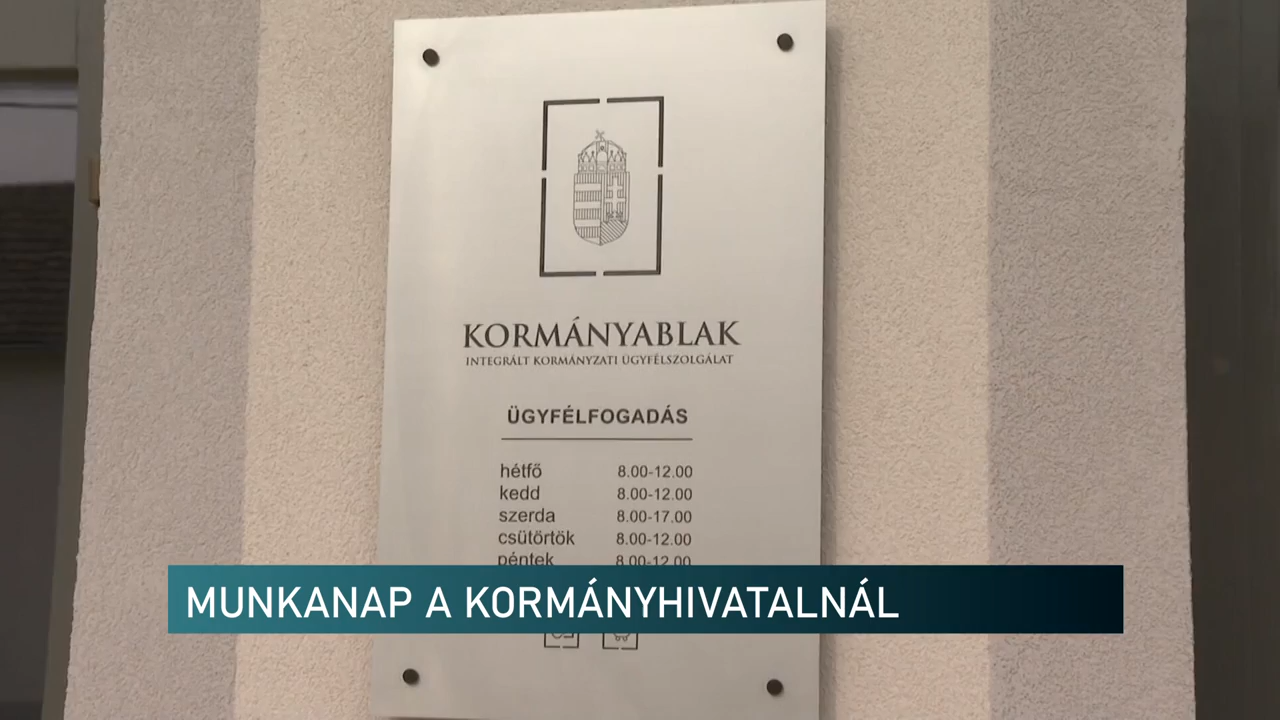 KORMÁNYABLAK
INTEGRÁLT KORMÁNYZATI ÜGYFÉLSZOLGÁLAT
ÜGYFÉLFOGADÁS
hétfő 8.00-12.00
kedd 8.00-12.00
szerda 8.00-17.00
csütörtök 8.00-12.00
péntek 8.00-12.00
MUNKANAP A KORMÁNYHIVATALNÁL